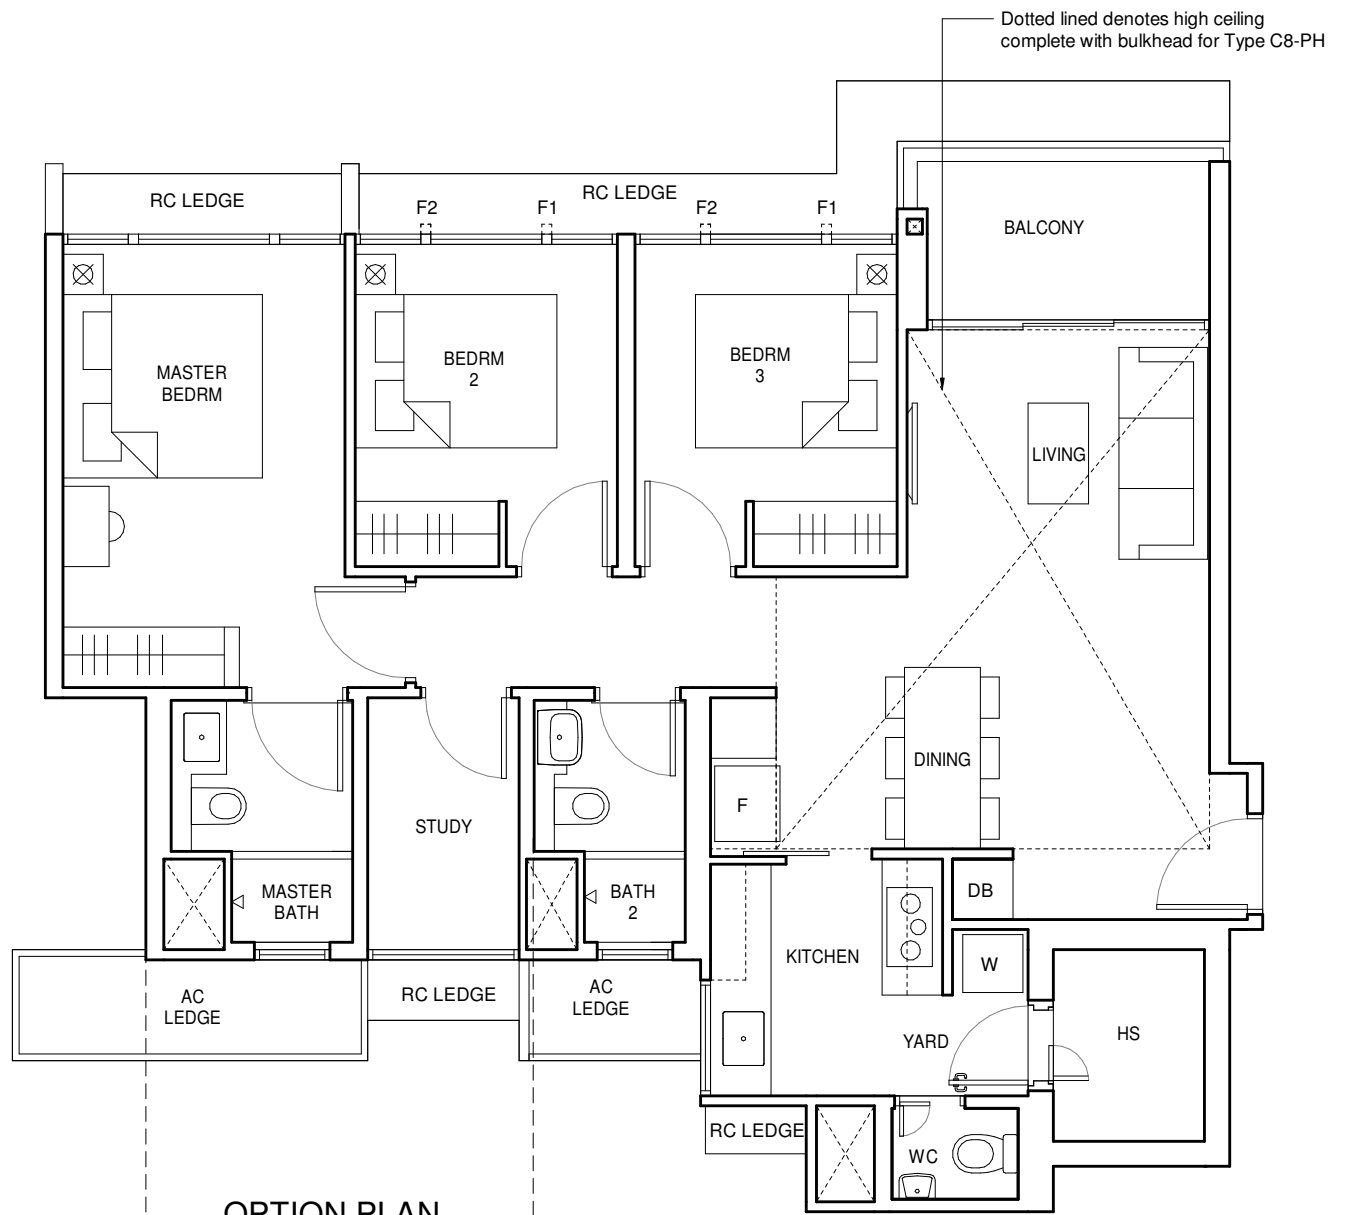 Dotted lined denotes high ceiling
complete with bulkhead for Type C8-PH
RC LEDGE
RC LEDGE
F2
F1
F2
F1
BALCONY
MASTER
BEDRM
BEDRM
2
BEDRM
3
LIVING
DINING
F
STUDY
MASTER
BATH
BATH
2
DB
KITCHEN
W
AC
LEDGE
RC LEDGE
AC
LEDGE
YARD
HS
RC LEDGE
WC
OPTION PLAN